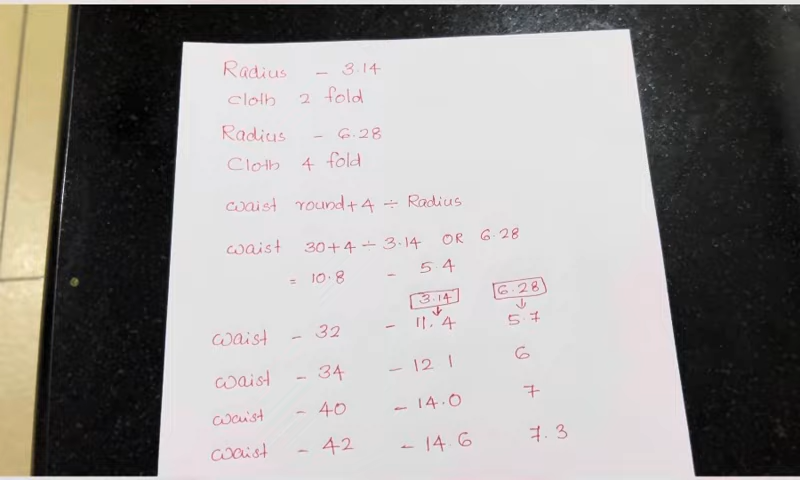 Radius - 3.14
Cloth 2 fold
Radius - 6.28
Cloth 4 fold
waist round+4 ÷ Radius
waist 30+4 ÷ 3.14 OR 6.28
= 10.8 - 5.4
3.14 6.28
waist - 32 - 11.4 5.7
waist - 34 - 12 1 6
waist - 40 - 14.0 7
waist - 42 - 14.6 7.3